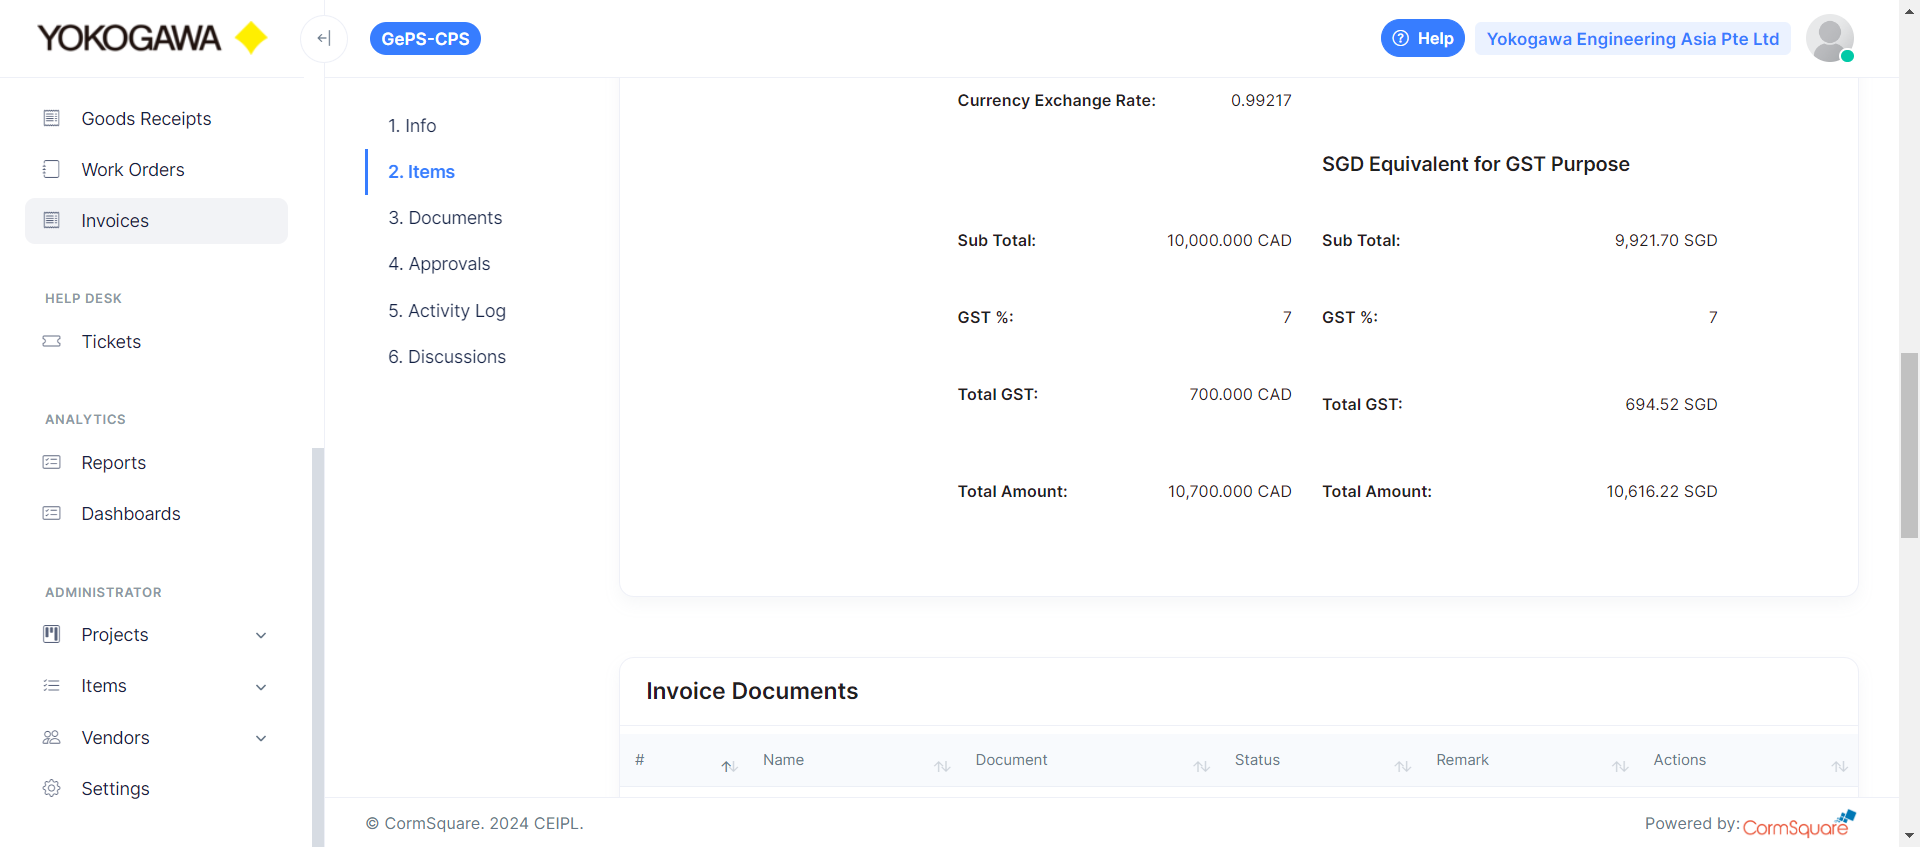 YOKOGAWA
GePS-CPS
Help
Yokogawa Engineering Asia Pte Ltd
Goods Receipts
Work Orders
Invoices
HELP DESK
Tickets
ANALYTICS
Reports
Dashboards
ADMINISTRATOR
Projects
Items
Vendors
Settings
1. Info
2. Items
3. Documents
4. Approvals
5. Activity Log
6. Discussions
Currency Exchange Rate: 0.99217
SGD Equivalent for GST Purpose
Sub Total: 10,000.000 CAD Sub Total: 9,921.70 SGD
GST %: 7 GST %: 7
Total GST: 700.000 CAD Total GST: 694.52 SGD
Total Amount: 10,700.000 CAD Total Amount: 10,616.22 SGD
Invoice Documents
# Name Document Status Remark Actions
© CormSquare. 2024 CEIPL.
Powered by: CormSquare